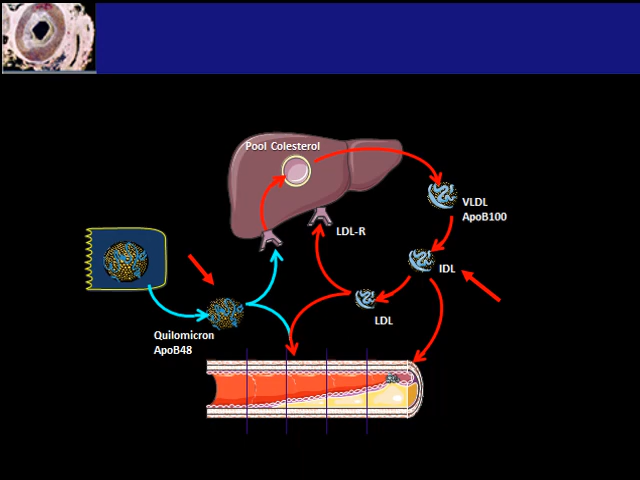 Pool Colesterol
VLDL
ApoB100
LDL-R
IDL
LDL
Quilomicron
ApoB48